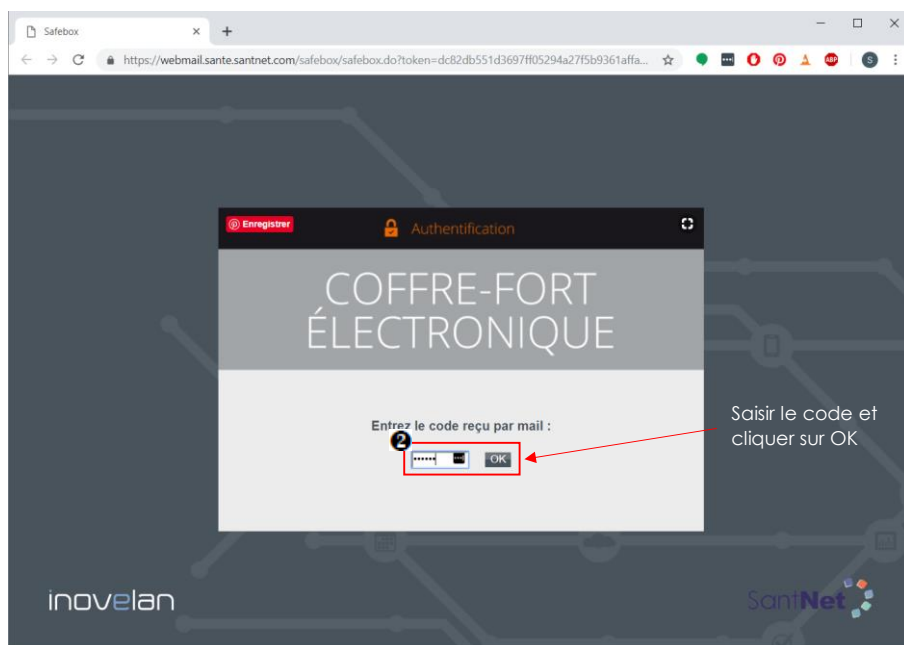 Safebox
https://webmail.sante.santnet.com/safebox/safebox.do?token=dc82db551d3697ff05294a27f5b9361affa...
ABP
S
Enregistrer
Authentification
COFFRE-FORT
ÉLECTRONIQUE
Entrez le code reçu par mail :
2
OK
Saisir le code et
cliquer sur OK
inovelan
SantNet